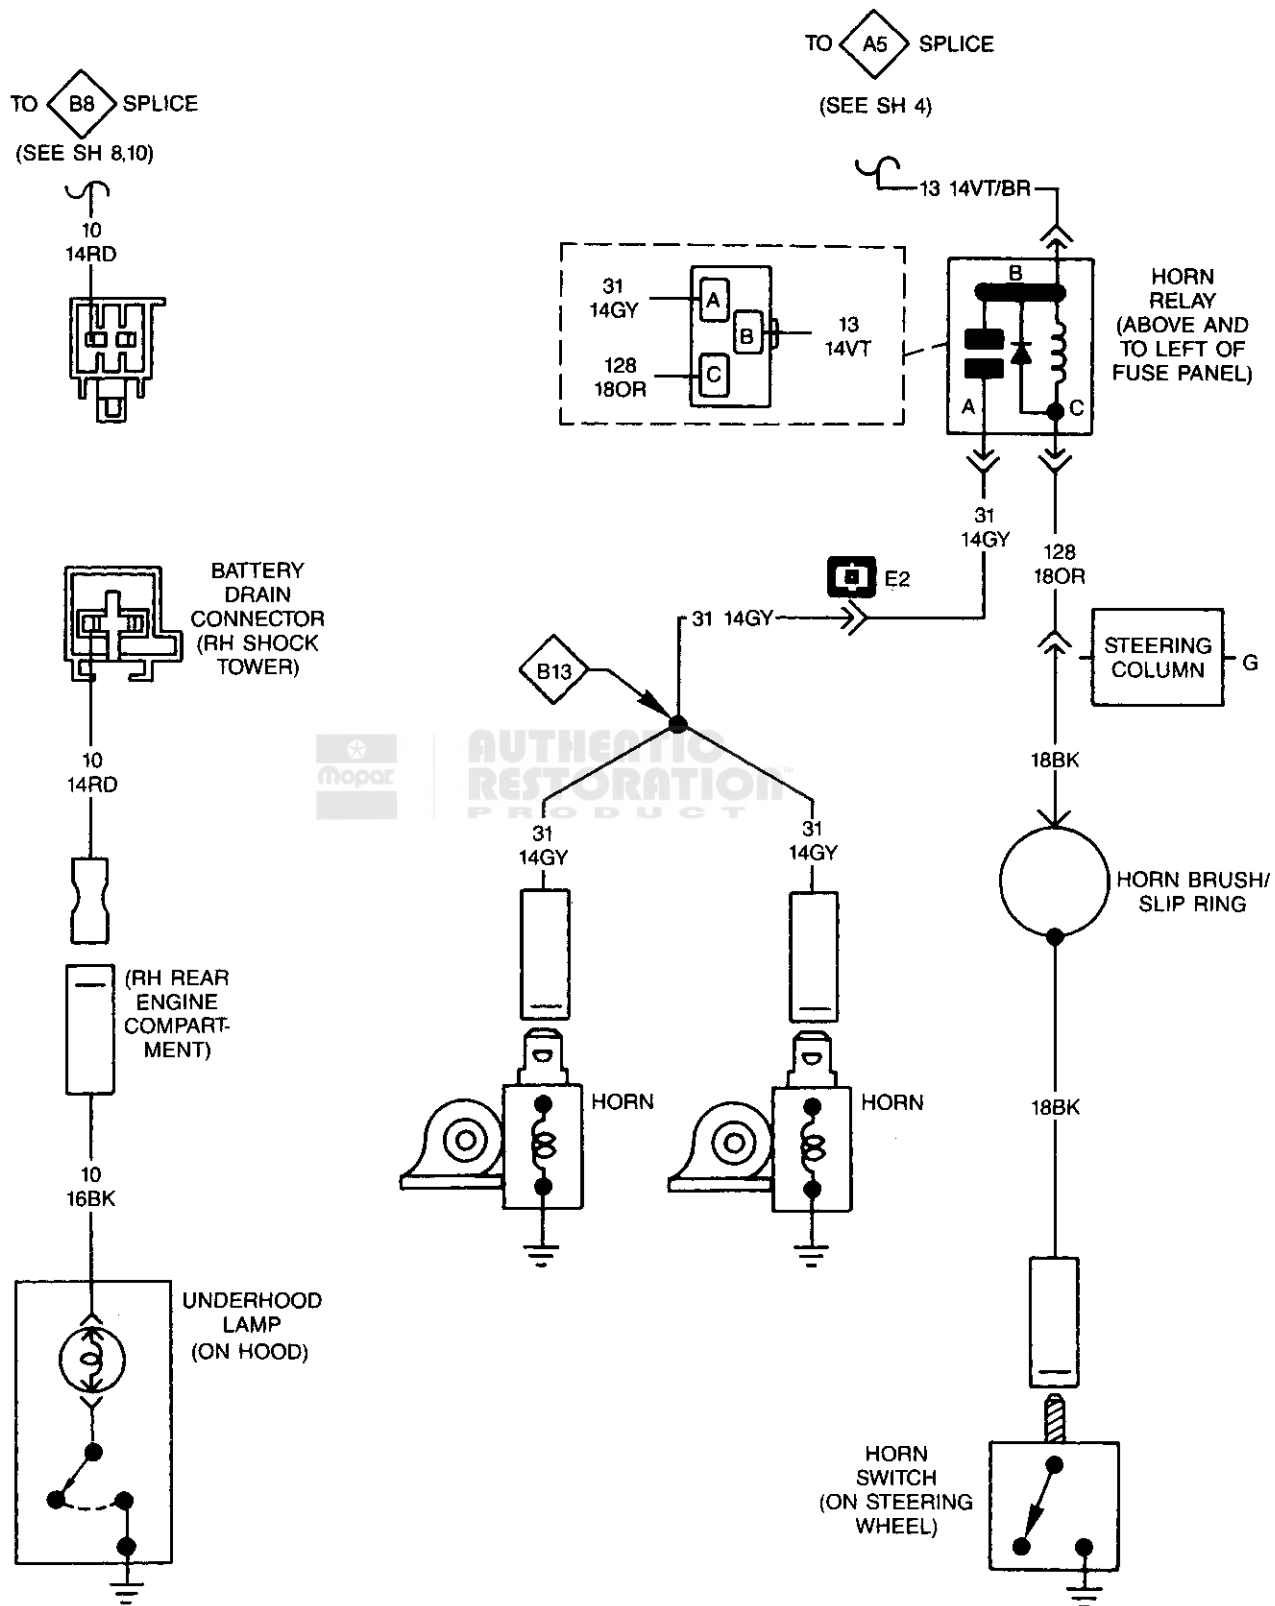 TO B8 SPLICE
(SEE SH 8,10)
10
14RD
BATTERY
DRAIN
CONNECTOR
(RH SHOCK
TOWER)
10
14RD
(RH REAR
ENGINE
COMPART-
MENT)
10
16BK
UNDERHOOD
LAMP
(ON HOOD)
TO A5 SPLICE
(SEE SH 4)
13 14VT/BR
31
14GY
A
B
13
14VT
128
18OR
C
B
A
C
HORN
RELAY
(ABOVE AND
TO LEFT OF
FUSE PANEL)
31
14GY
128
18OR
E2
31 14GY
B13
STEERING
COLUMN
G
18BK
Mopar
AUTHENTIC
RESTORATION™
PRODUCT
31
14GY
31
14GY
HORN BRUSH/
SLIP RING
HORN
HORN
18BK
HORN
SWITCH
(ON STEERING
WHEEL)